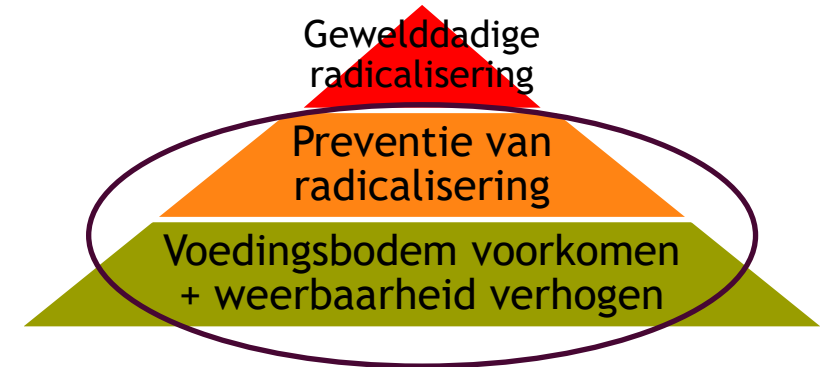 Gewelddadige
radicalisering
Preventie van
radicalisering
Voedingsbodem voorkomen
+ weerbaarheid verhogen